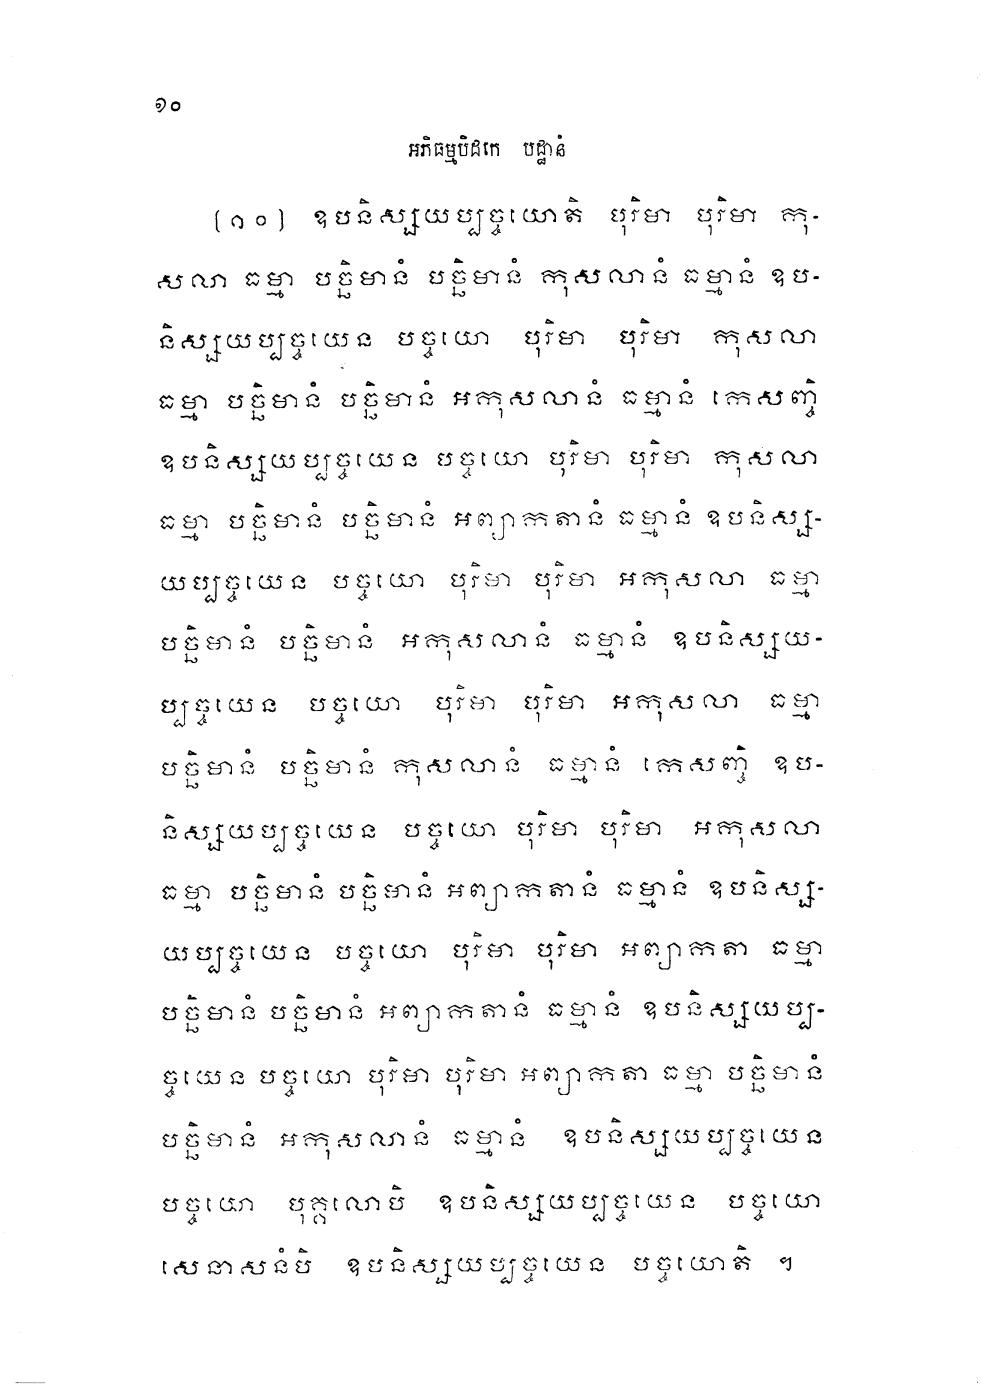 ១០
អភិធម្មបិដកេ បដ្ឋានំ
(១០) ឧបនិស្សយប្បច្ចយោតិ បុរិមា បុរិមា កុ-
សលា ធម្មា បច្ឆិមានំ បច្ឆិមានំ កុសលានំ ធម្មានំ ឧប-
និស្សយប្បច្ចយេន បច្ចយោ បុរិមា បុរិមា កុសលា
ធម្មា បច្ឆិមានំ បច្ឆិមានំ អកុសលានំ ធម្មានំ កេសញ្ចិ
ឧបនិស្សយប្បច្ចយេន បច្ចយោ បុរិមា បុរិមា កុសលា
ធម្មា បច្ឆិមានំ បច្ឆិមានំ អព្យាកតានំ ធម្មានំ ឧបនិស្ស-
យប្បច្ចយេន បច្ចយោ បុរិមា បុរិមា អកុសលា ធម្មា
បច្ឆិមានំ បច្ឆិមានំ អកុសលានំ ធម្មានំ ឧបនិស្សយ-
ប្បច្ចយេន បច្ចយោ បុរិមា បុរិមា អកុសលា ធម្មា
បច្ឆិមានំ បច្ឆិមានំ កុសលានំ ធម្មានំ កេសញ្ចិ ឧប-
និស្សយប្បច្ចយេន បច្ចយោ បុរិមា បុរិមា អកុសលា
ធម្មា បច្ឆិមានំ បច្ឆិមានំ អព្យាកតានំ ធម្មានំ ឧបនិស្ស-
យប្បច្ចយេន បច្ចយោ បុរិមា បុរិមា អព្យាកតា ធម្មា
បច្ឆិមានំ បច្ឆិមានំ អព្យាកតានំ ធម្មានំ ឧបនិស្សយប្ប-
ច្ចយេន បច្ចយោ បុរិមា បុរិមា អព្យាកតា ធម្មា បច្ឆិមានំ
បច្ឆិមានំ អកុសលានំ ធម្មានំ ឧបនិស្សយប្បច្ចយេន
បច្ចយោ បុគ្គលោបិ ឧបនិស្សយប្បច្ចយេន បច្ចយោ
សេនាសនំបិ ឧបនិស្សយប្បច្ចយេន បច្ចយោតិ ។